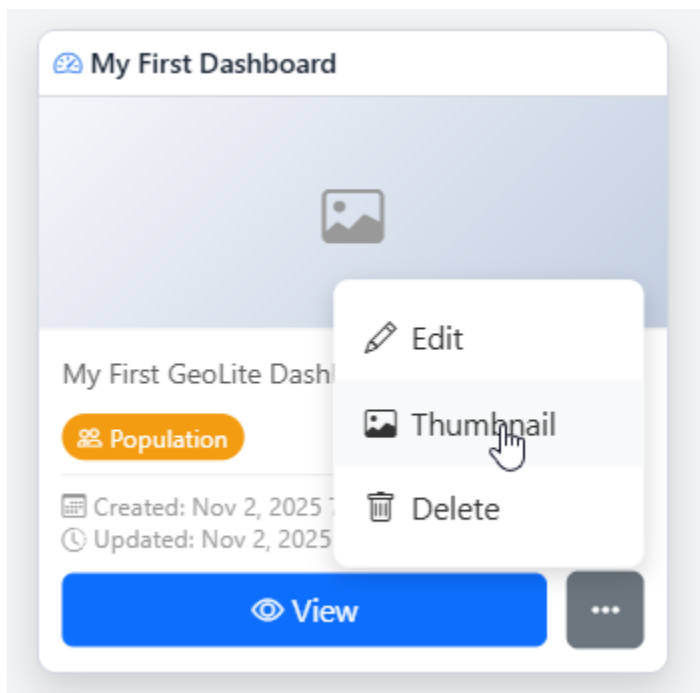 My First Dashboard
Edit
My First GeoLite
Thumbnail
Population
Created: Nov 2, 2025
Delete
Updated: Nov 2, 2025
View